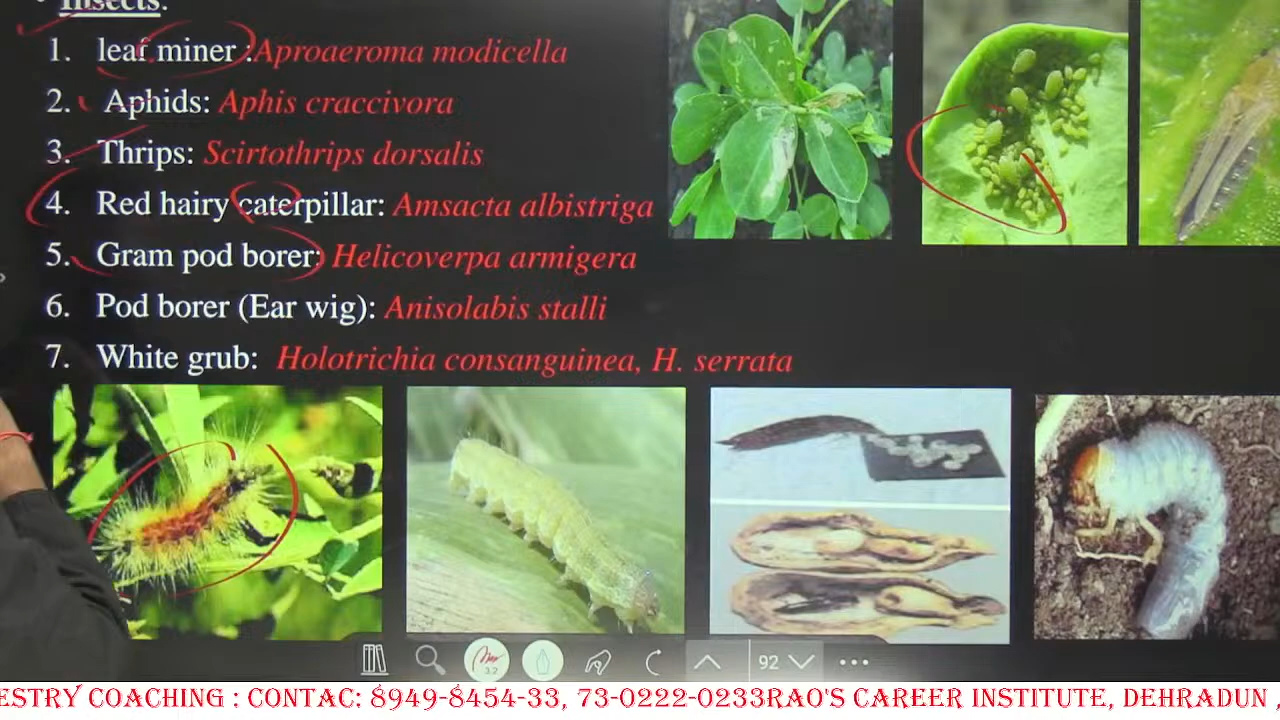 • Insects:
1. leaf miner :Aproaeroma modicella
2. Aphids: Aphis craccivora
3. Thrips: Scirtothrips dorsalis
4. Red hairy caterpillar: Amsacta albistriga
5. Gram pod borer: Helicoverpa armigera
6. Pod borer (Ear wig): Anisolabis stalli
7. White grub: Holotrichia consanguinea, H. serrata
3.2
92
ESTRY COACHING : CONTAC: 8949-8454-33, 73-0222-0233RAO'S CAREER INSTITUTE, DEHRADUN ,